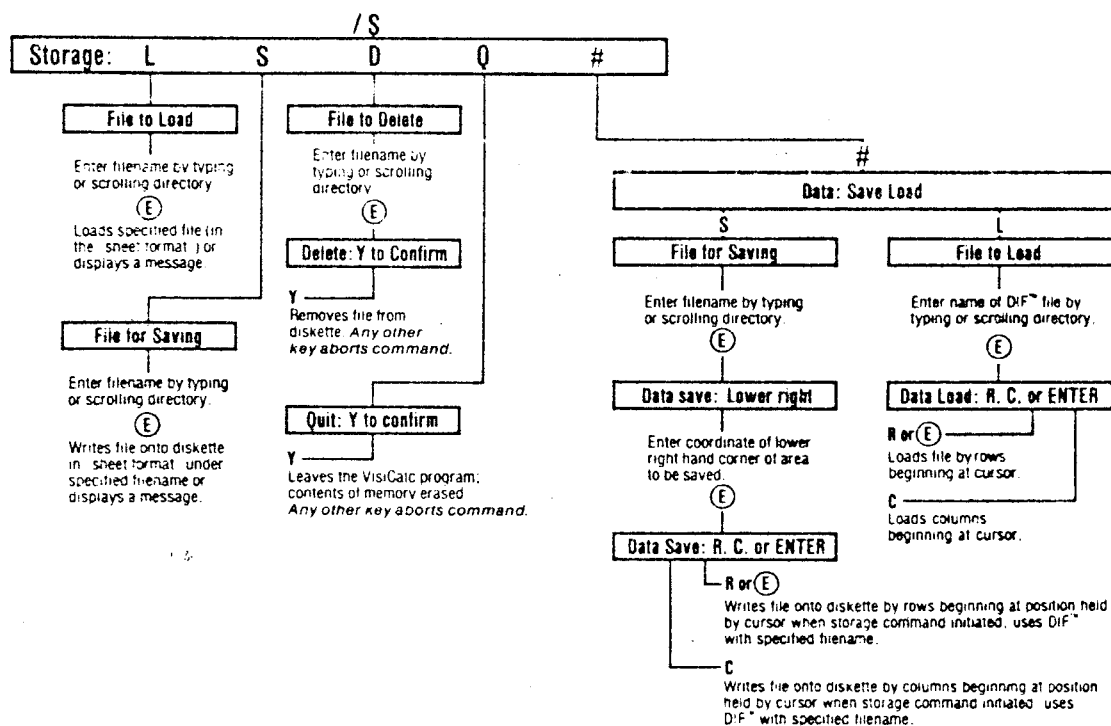 /S
Storage: L S D Q #
File to Load
Enter filename by typing
or scrolling directory
E
Loads specified file (in
the sheet format ) or
displays a message.
File for Saving
Enter filename by typing
or scrolling directory.
E
Writes file onto diskette
in sheet format under
specified filename or
displays a message.
File to Delete
Enter filename by
typing or scrolling
directory
E
Delete: Y to Confirm
Y
Removes file from
diskette. Any other
key aborts command.
Quit: Y to confirm
Y
Leaves the VisiCalc program;
contents of memory erased
Any other key aborts command.
#
Data: Save Load
S
File for Saving
Enter filename by typing
or scrolling directory.
E
Data save: Lower right
Enter coordinate of lower
right hand corner of area
to be saved.
E
Data Save: R. C. or ENTER
R or E
Writes file onto diskette by rows beginning at position held
by cursor when storage command initiated, uses DIF™
with specified filename.
C
Writes file onto diskette by columns beginning at position
held by cursor when storage command initiated uses
DIF™ with specified filename.
L
File to Load
Enter name of DIF™ file by
typing or scrolling directory.
E
Data Load: R. C. or ENTER
R or E
Loads file by rows
beginning at cursor.
C
Loads columns
beginning at cursor.